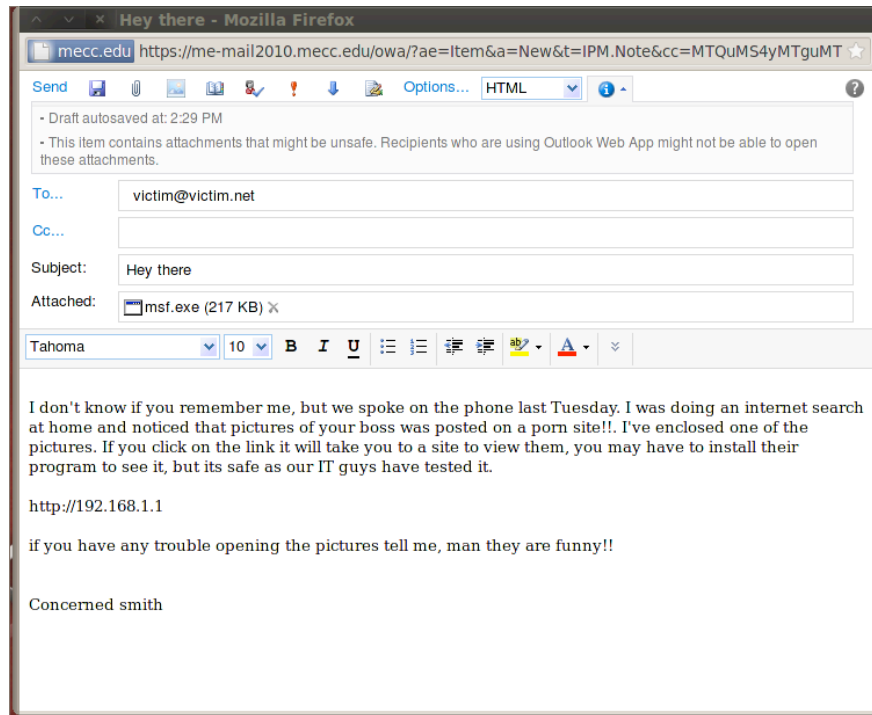 Hey there - Mozilla Firefox
mecc.edu https://me-mail2010.mecc.edu/owa/?ae=Item&a=New&t=IPM.Note&cc=MTQuMS4yMTguMT
Send Options... HTML
- Draft autosaved at: 2:29 PM
- This item contains attachments that might be unsafe. Recipients who are using Outlook Web App might not be able to open
these attachments.
To... victim@victim.net
Cc...
Subject: Hey there
Attached: msf.exe (217 KB)
Tahoma 10 B I U ab A
I don't know if you remember me, but we spoke on the phone last Tuesday. I was doing an internet search
at home and noticed that pictures of your boss was posted on a porn site!!. I've enclosed one of the
pictures. If you click on the link it will take you to a site to view them, you may have to install their
program to see it, but its safe as our IT guys have tested it.
http://192.168.1.1
if you have any trouble opening the pictures tell me, man they are funny!!
Concerned smith